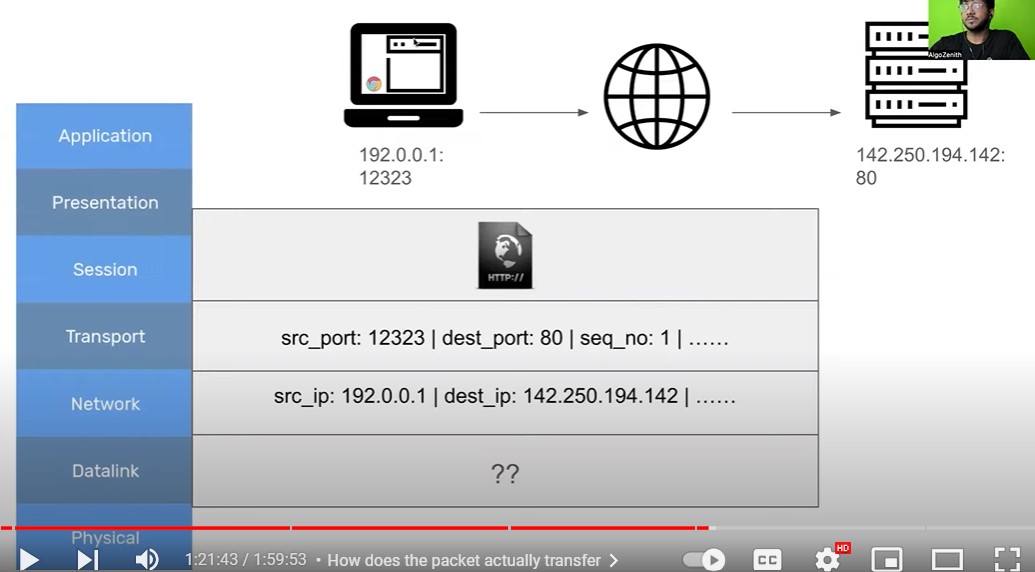 AlgoZenith
192.0.0.1:
12323
142.250.194.142:
80
Application
Presentation
Session
HTTP://
Transport
src_port: 12323 | dest_port: 80 | seq_no: 1 | ……
Network
src_ip: 192.0.0.1 | dest_ip: 142.250.194.142 | ……
Datalink
??
Physical
1:21:43 / 1:59:53 • How does the packet actually transfer
CC
HD